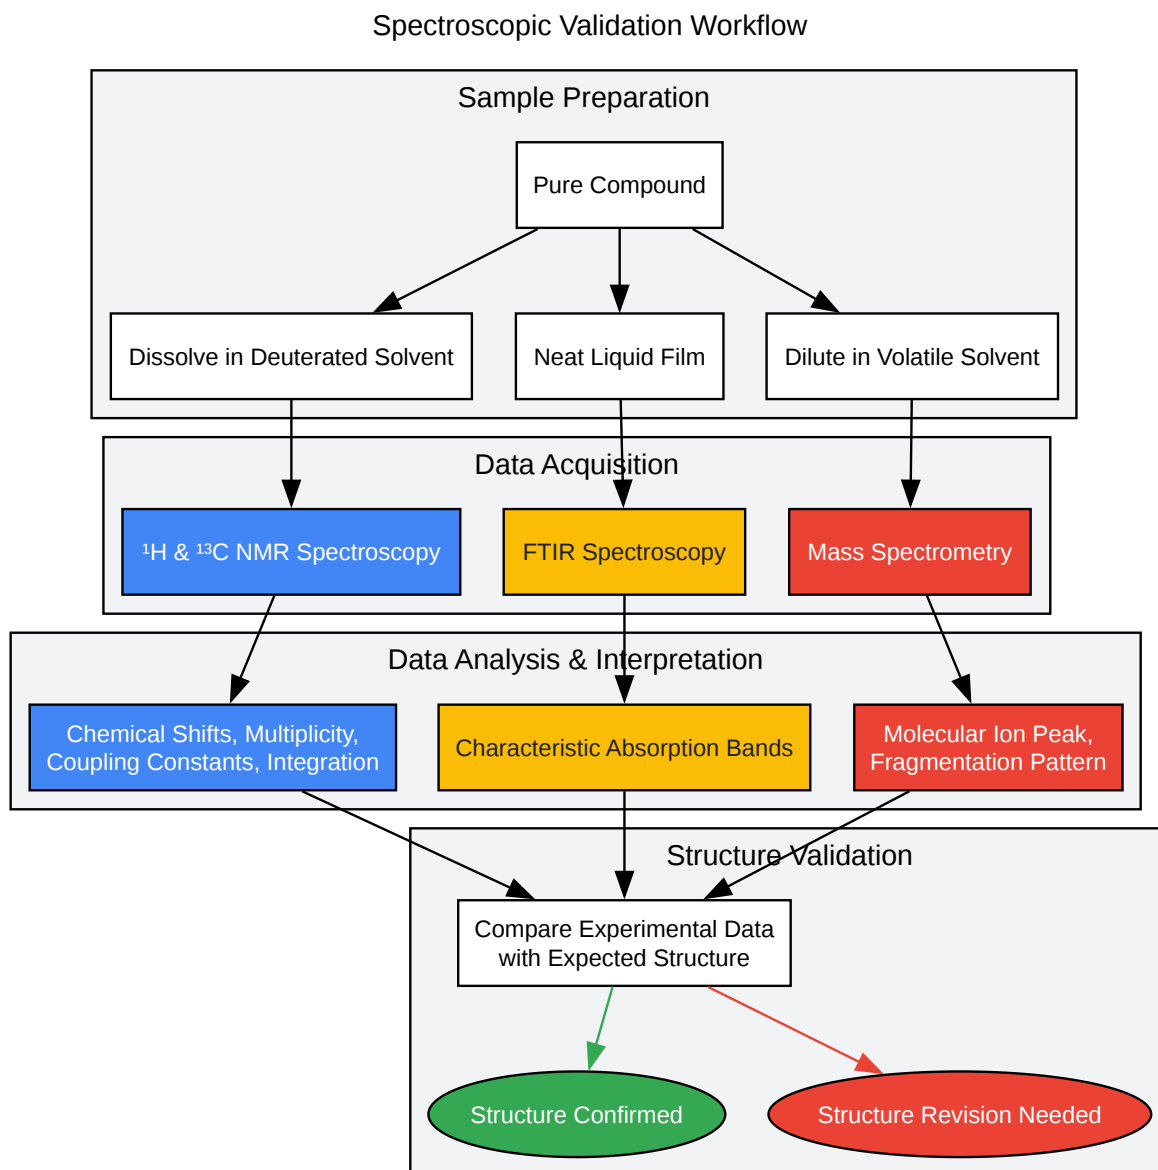 Spectroscopic Validation Workflow
Sample Preparation
Pure Compound
Dissolve in Deuterated Solvent
Neat Liquid Film
Dilute in Volatile Solvent
Data Acquisition
¹H & ¹³C NMR Spectroscopy
FTIR Spectroscopy
Mass Spectrometry
Data Analysis & Interpretation
Chemical Shifts, Multiplicity,
Coupling Constants, Integration
Characteristic Absorption Bands
Molecular Ion Peak,
Fragmentation Pattern
Structure Validation
Compare Experimental Data
with Expected Structure
Structure Confirmed
Structure Revision Needed